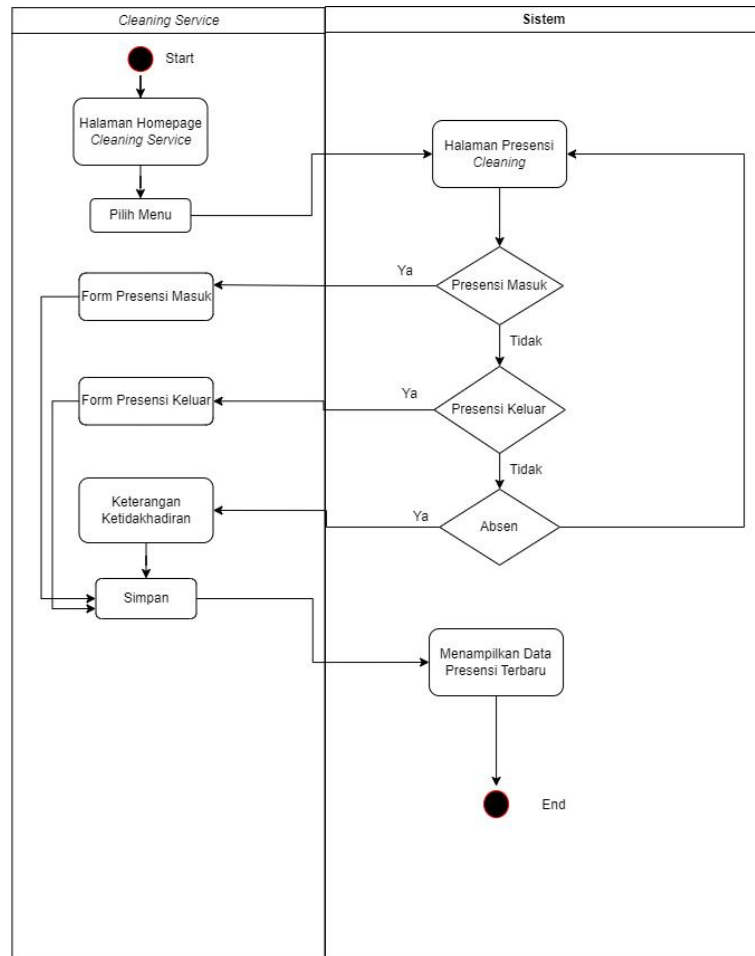 Cleaning Service
Sistem
Start
Halaman Homepage
Cleaning Service
Pilih Menu
Halaman Presensi
Cleaning
Ya
Presensi Masuk
Form Presensi Masuk
Tidak
Ya
Presensi Keluar
Form Presensi Keluar
Tidak
Keterangan
Ketidakhadiran
Ya
Absen
Simpan
Menampilkan Data
Presensi Terbaru
End